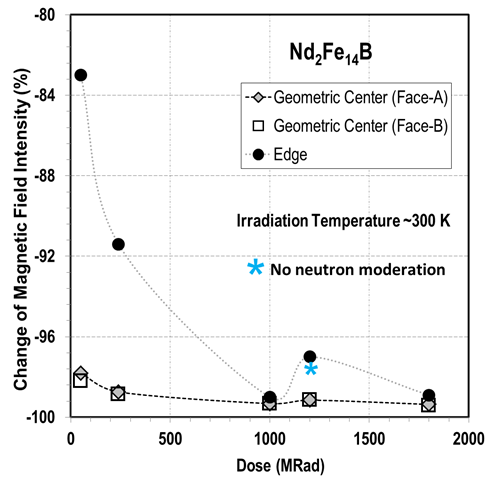 -80
-84
-88
-92
-96
-100
Change of Magnetic Field Intensity (%)
Nd₂Fe₁₄B
Geometric Center (Face-A)
Geometric Center (Face-B)
Edge
Irradiation Temperature ~300 K
* No neutron moderation
0
500
1000
1500
2000
Dose (MRad)